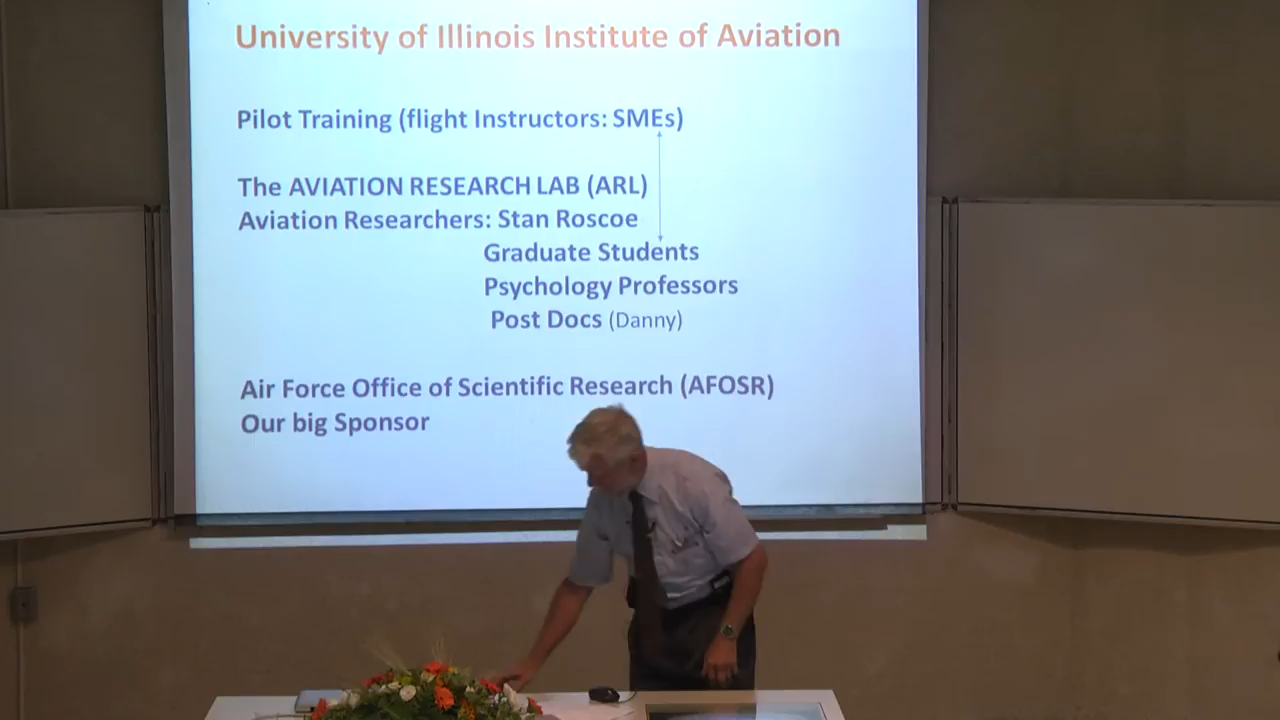 University of Illinois Institute of Aviation
Pilot Training (flight Instructors: SMEs)
The AVIATION RESEARCH LAB (ARL)
Aviation Researchers: Stan Roscoe
Graduate Students
Psychology Professors
Post Docs (Danny)
Air Force Office of Scientific Research (AFOSR)
Our big Sponsor